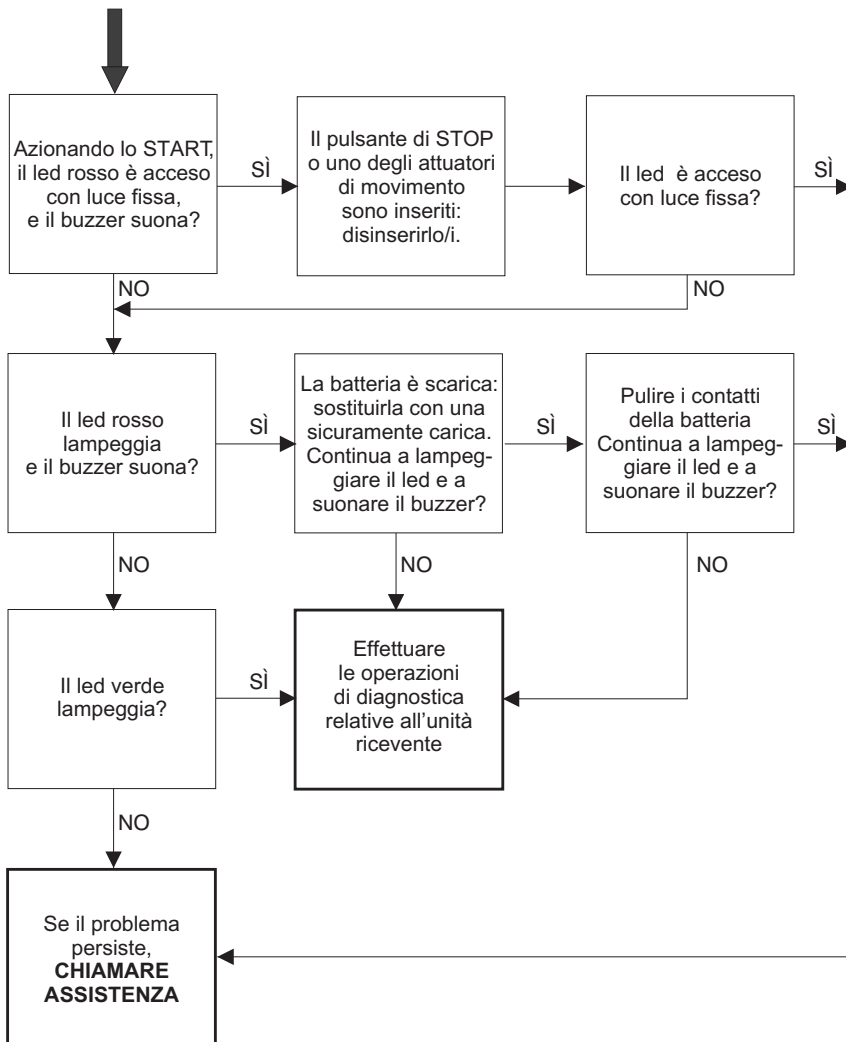 Azionando lo START,
il led rosso è acceso
con luce fissa,
e il buzzer suona?
SÌ
Il pulsante di STOP
o uno degli attuatori
di movimento
sono inseriti:
disinserirlo/i.
Il led è acceso
con luce fissa?
SÌ
NO
NO
Il led rosso
lampeggia
e il buzzer suona?
SÌ
La batteria è scarica:
sostituirla con una
sicuramente carica.
Continua a lampeg-
giare il led e a
suonare il buzzer?
SÌ
Pulire i contatti
della batteria
Continua a lampeg-
giare il led e a
suonare il buzzer?
SÌ
NO
NO
NO
Il led verde
lampeggia?
SÌ
Effettuare
le operazioni
di diagnostica
relative all'unità
ricevente
NO
Se il problema
persiste,
CHIAMARE
ASSISTENZA